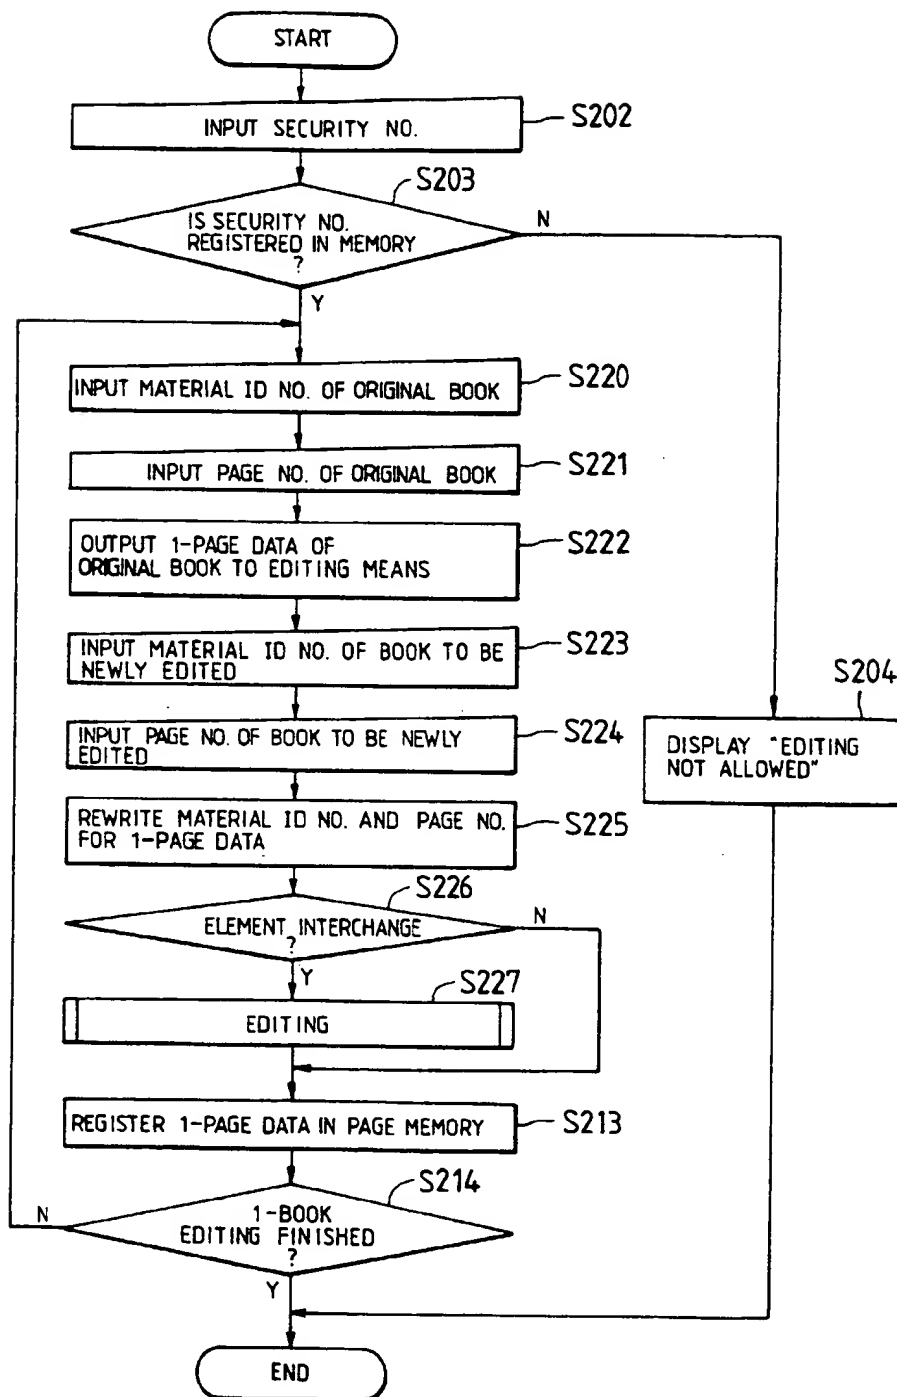 START
INPUT SECURITY NO.
S202
S203
IS SECURITY NO.
REGISTERED IN MEMORY
?
N
Y
INPUT MATERIAL ID NO. OF ORIGINAL BOOK
S220
INPUT PAGE NO. OF ORIGINAL BOOK
S221
OUTPUT 1-PAGE DATA OF
ORIGINAL BOOK TO EDITING MEANS
S222
INPUT MATERIAL ID NO. OF BOOK TO BE
NEWLY EDITED
S223
INPUT PAGE NO. OF BOOK TO BE NEWLY
EDITED
S224
S204
DISPLAY "EDITING
NOT ALLOWED"
REWRITE MATERIAL ID NO. AND PAGE NO.
FOR 1-PAGE DATA
S225
S226
ELEMENT INTERCHANGE
?
N
Y
S227
EDITING
REGISTER 1-PAGE DATA IN PAGE MEMORY
S213
S214
1-BOOK
EDITING FINISHED
?
N
Y
END